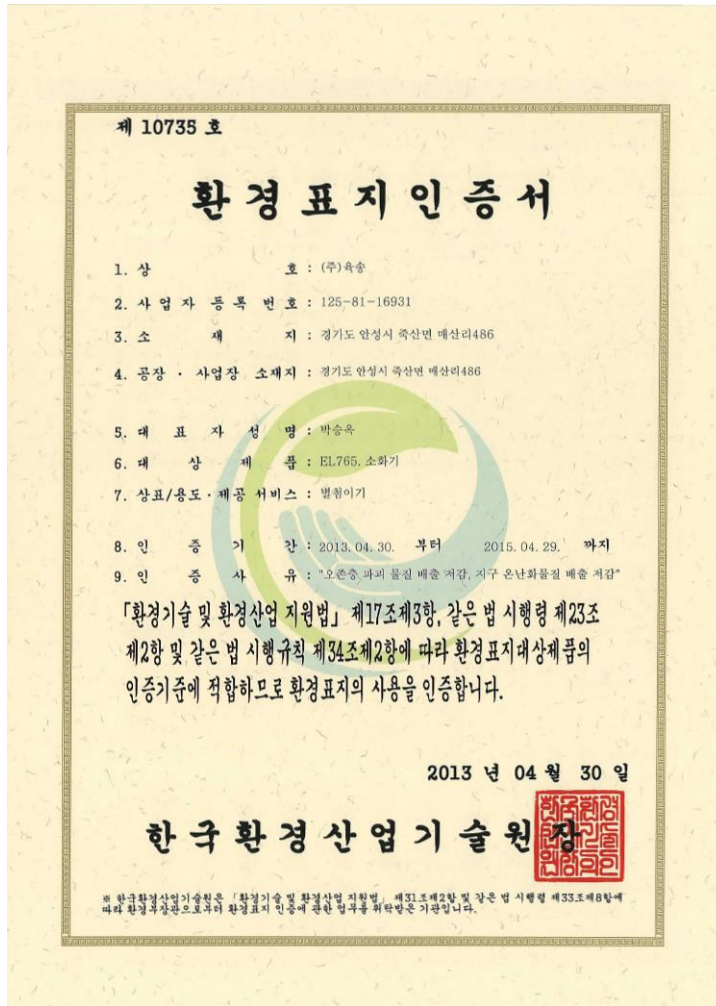 제 10735 호
환경표지인증서
1. 상 호 : (주)육송
2. 사업자 등록 번호 : 125-81-16931
3. 소 재 지 : 경기도 안성시 죽산면 매산리486
4. 공장 · 사업장 소재지 : 경기도 안성시 죽산면 매산리486
5. 대 표 자 성 명 : 박승옥
6. 대 상 제 품 : EL765. 소화기
7. 상표/용도·제공 서비스 : 별첨이기
8. 인 증 기 간 : 2013. 04. 30. 부터 2015. 04. 29. 까지
9. 인 증 사 유 : "오존층 파괴 물질 배출 저감, 지구 온난화물질 배출 저감"
「환경기술 및 환경산업 지원법」 제17조제3항, 같은 법 시행령 제23조
제2항 및 같은 법 시행규칙 제34조제2항에 따라 환경표지대상제품의
인증기준에 적합하므로 환경표지의 사용을 인증합니다.
2013 년 04 월 30 일
한국환경산업기술원장
※ 한국환경산업기술원은 「환경기술 및 환경산업 지원법」 제31조제2항 및 같은 법 시행령 제33조제8항에
따라 환경부장관으로부터 환경표지 인증에 관한 업무를 위탁받은 기관입니다.